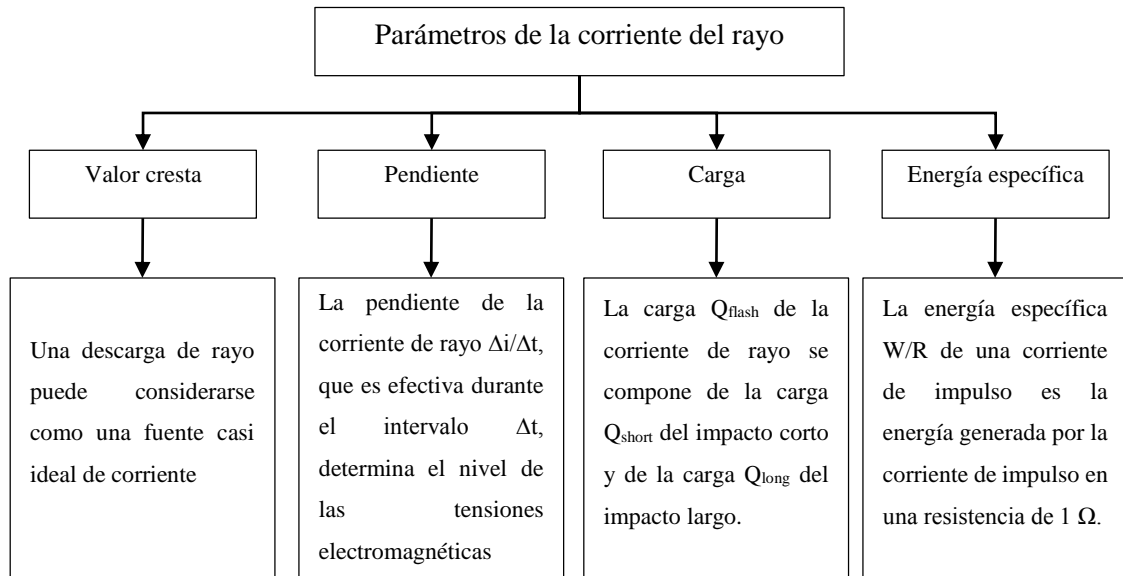 Parámetros de la corriente del rayo
Valor cresta
Pendiente
Carga
Energía específica
Una descarga de rayo
puede considerarse
como una fuente casi
ideal de corriente
La pendiente de la
corriente de rayo Δi/Δt,
que es efectiva durante
el intervalo Δt,
determina el nivel de
las tensiones
electromagnéticas
La carga Qflash de la
corriente de rayo se
compone de la carga
Qshort del impacto corto
y de la carga Qlong del
impacto largo.
La energía específica
W/R de una corriente
de impulso es la
energía generada por la
corriente de impulso en
una resistencia de 1 Ω.